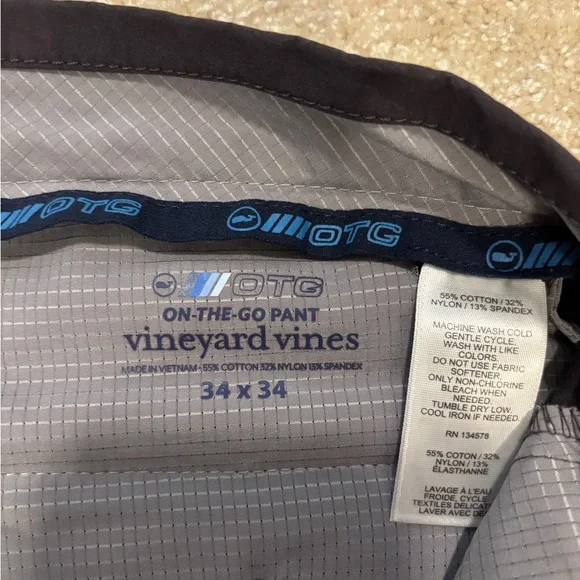 OTG
OTG
OTG
ON-THE-GO PANT
vineyard vines
MADE IN VIETNAM • 55% COTTON 32% NYLON 13% SPANDEX
34 x 34
55% COTTON / 32%
NYLON / 13% SPANDEX
MACHINE WASH COLD
GENTLE CYCLE.
WASH WITH LIKE
COLORS.
DO NOT USE FABRIC
SOFTENER.
ONLY NON-CHLORINE
BLEACH WHEN
NEEDED.
TUMBLE DRY LOW.
COOL IRON IF NEEDED.
RN 134578
55% COTON / 32%
NYLON / 13%
ELASTHANNE
LAVAGE À L'EAU
FROIDE, CYCLE
TEXTILES DÉLICAT
LAVER AVEC DES